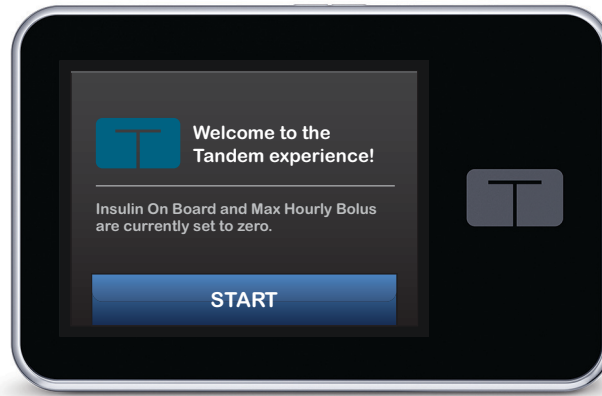 Welcome to the
Tandem experience!
Insulin On Board and Max Hourly Bolus
are currently set to zero.
START